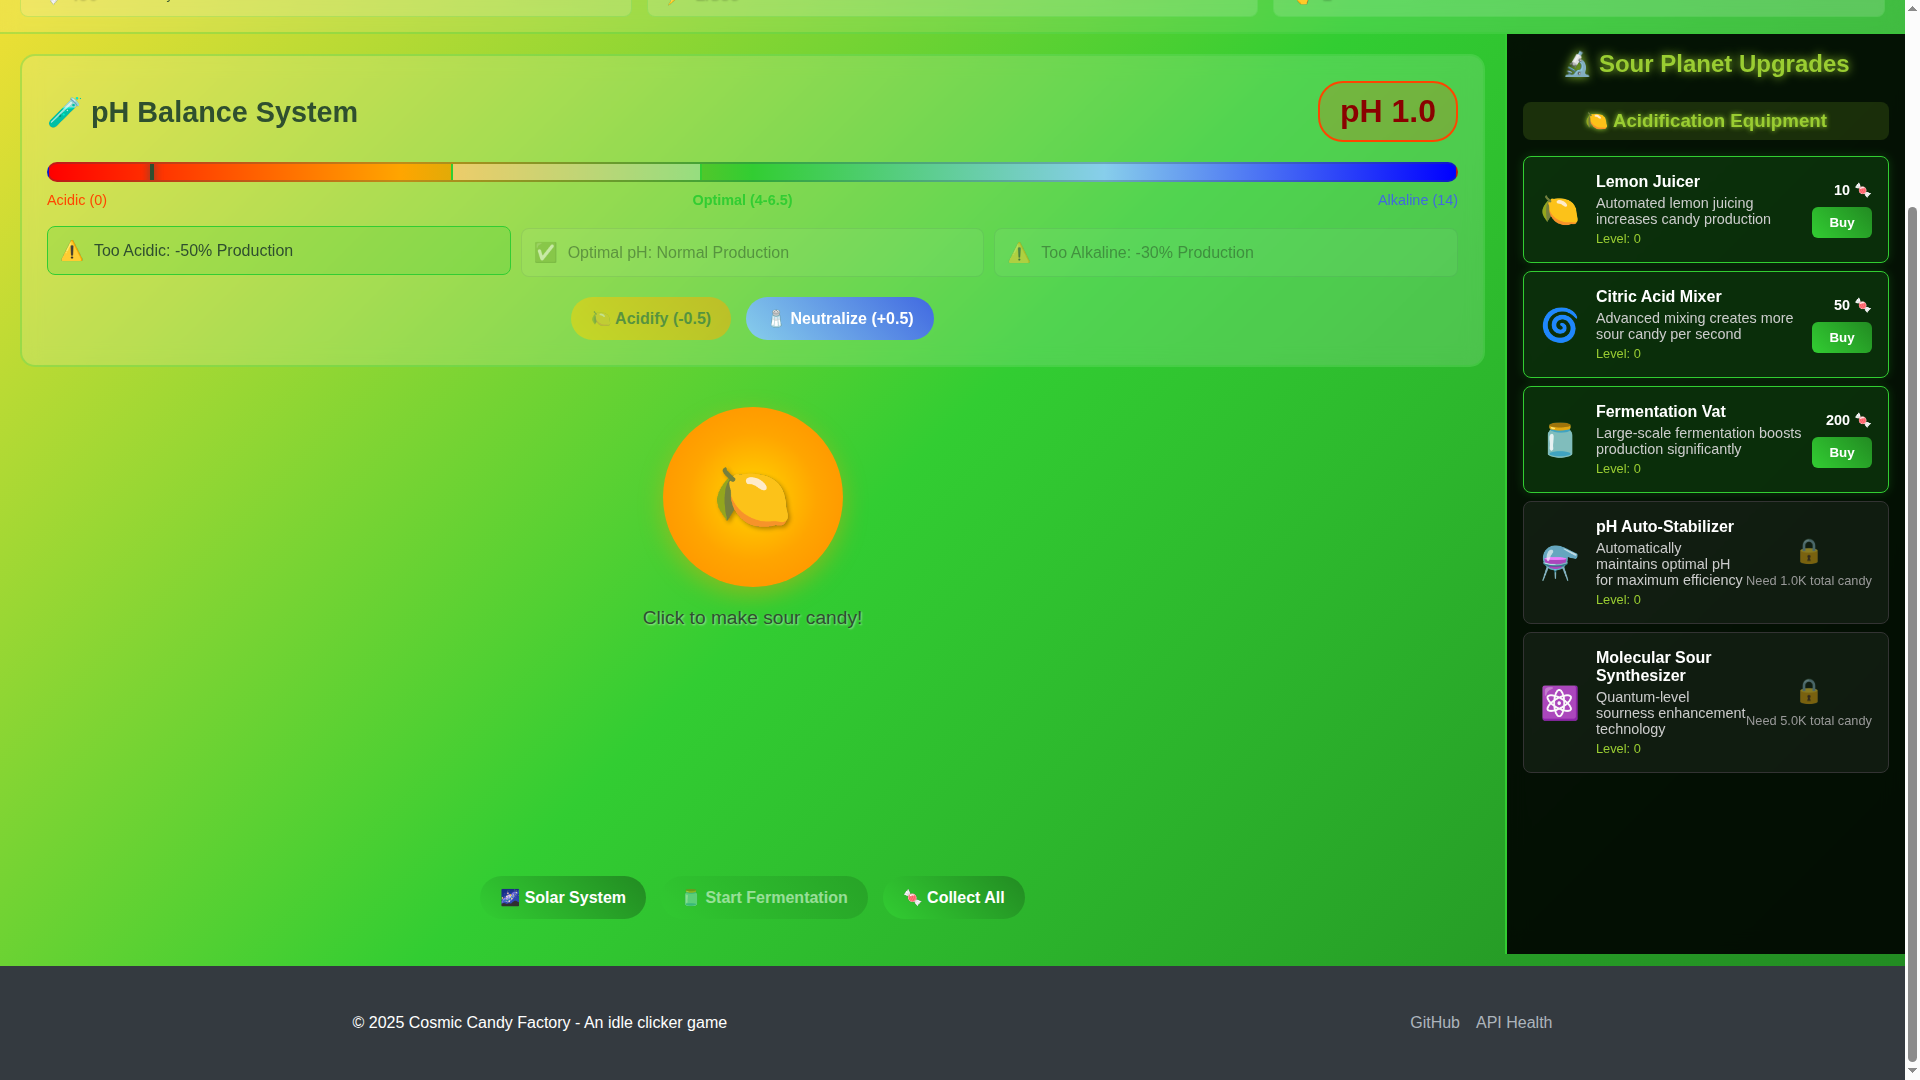 pH Balance System
pH 1.0
Acidic (0)
Optimal (4-6.5)
Alkaline (14)
Too Acidic: -50% Production
Optimal pH: Normal Production
Too Alkaline: -30% Production
Acidify (-0.5)
Neutralize (+0.5)
Click to make sour candy!
Solar System
Start Fermentation
Collect All
Sour Planet Upgrades
Acidification Equipment
Lemon Juicer
Automated lemon juicing
increases candy production
Level: 0
10
Buy
Citric Acid Mixer
Advanced mixing creates more
sour candy per second
Level: 0
50
Buy
Fermentation Vat
Large-scale fermentation boosts
production significantly
Level: 0
200
Buy
pH Auto-Stabilizer
Automatically
maintains optimal pH
for maximum efficiency
Level: 0
Need 1.0K total candy
Molecular Sour
Synthesizer
Quantum-level
sourness enhancement
technology
Level: 0
Need 5.0K total candy
© 2025 Cosmic Candy Factory - An idle clicker game
GitHub
API Health